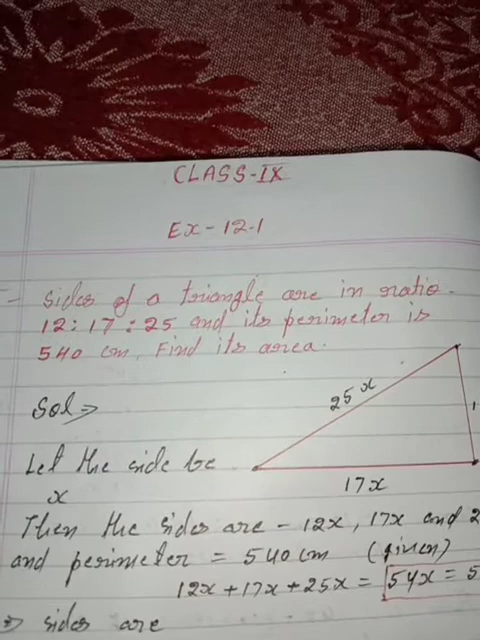 CLASS-IX
Ex-12.1
Sides of a triangle are in ratio
12:17:25 and its perimeter is
540 cm. Find its area.
Sol⇒
25x
17x
Let the side be
x
Then the sides are - 12x, 17x and 2
and perimeter = 540 cm (given)
12x+17x+25x = 54x = 5
⇒ sides are